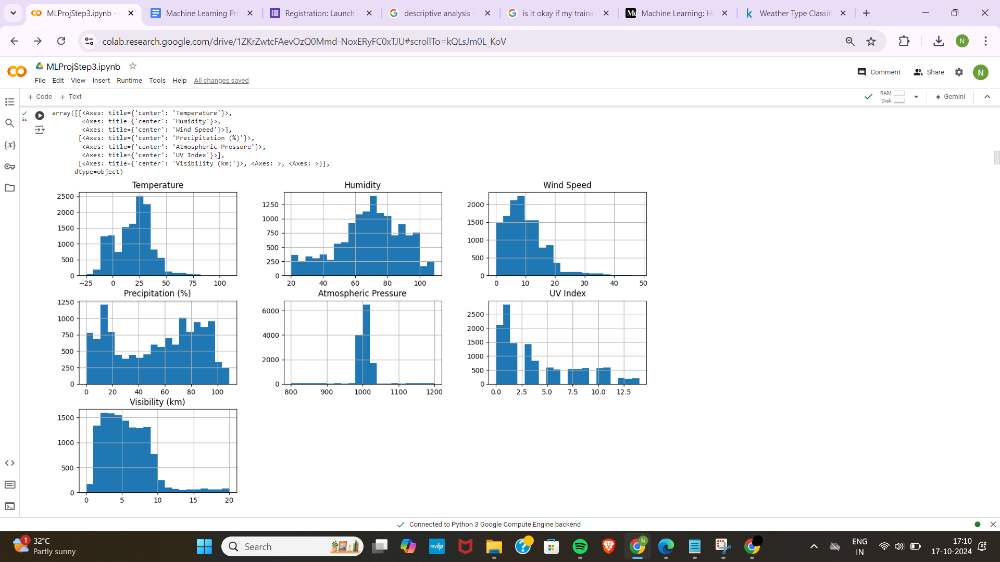 MLProjStep3.ipynb -
Machine Learning Pro
Registration: Launch
descriptive analysis -
is it okay if my trainin
Machine Learning: Ho
Weather Type Classifi
colab.research.google.com/drive/1ZKrZwtcFAevOzQ0Mmd-NoxERyFC0xTJU#scrollTo=kQLsJm0L_KoV
N
MLProjStep3.ipynb
Comment
Share
N
File Edit View Insert Runtime Tools Help All changes saved
+ Code + Text
RAM
Disk
Gemini
3s
array([[<Axes: title={'center': 'Temperature'}>,
<Axes: title={'center': 'Humidity'}>,
<Axes: title={'center': 'Wind Speed'}>],
[<Axes: title={'center': 'Precipitation (%)'}>,
<Axes: title={'center': 'Atmospheric Pressure'}>,
<Axes: title={'center': 'UV Index'}>],
[<Axes: title={'center': 'Visibility (km)'}>, <Axes: >, <Axes: >]],
dtype=object)
Temperature
2500
2000
1500
1000
500
0
−25 0 25 50 75 100
Humidity
1250
1000
750
500
250
0
20 40 60 80 100
Wind Speed
2000
1500
1000
500
0
0 10 20 30 40 50
Precipitation (%)
1250
1000
750
500
250
0
0 20 40 60 80 100
Atmospheric Pressure
6000
4000
2000
0
800 900 1000 1100 1200
UV Index
2500
2000
1500
1000
500
0
0.0 2.5 5.0 7.5 10.0 12.5
Visibility (km)
1500
1000
500
0
0 5 10 15 20
Connected to Python 3 Google Compute Engine backend
1
32°C
Partly sunny
Search
myhp
N
ENG
IN
17:10
17-10-2024